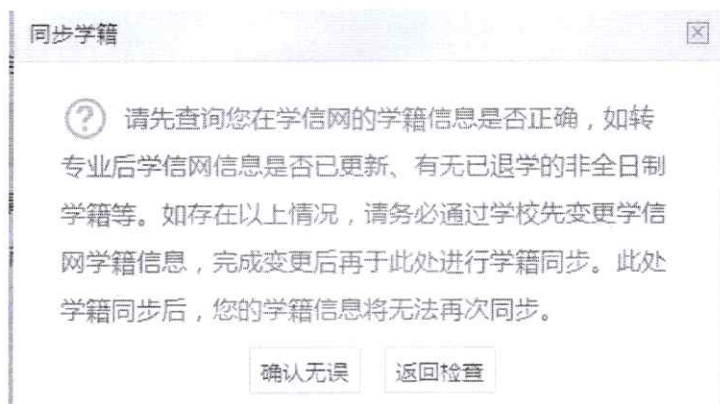 同步学籍
请先查询您在学信网的学籍信息是否正确，如转
专业后学信网信息是否已更新、有无已退学的非全日制
学籍等。如存在以上情况，请务必通过学校先变更学信
网学籍信息，完成变更后再于此处进行学籍同步。此处
学籍同步后，您的学籍信息将无法再次同步。
确认无误 返回检查